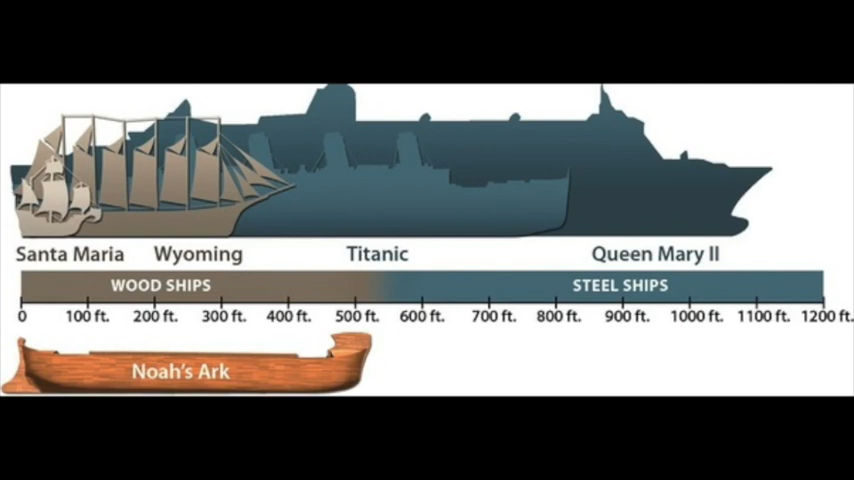 Santa Maria Wyoming Titanic Queen Mary II
WOOD SHIPS STEEL SHIPS
0 100 ft. 200 ft. 300 ft. 400 ft. 500 ft. 600 ft. 700 ft. 800 ft. 900 ft. 1000 ft. 1100 ft. 1200 ft.
Noah's Ark